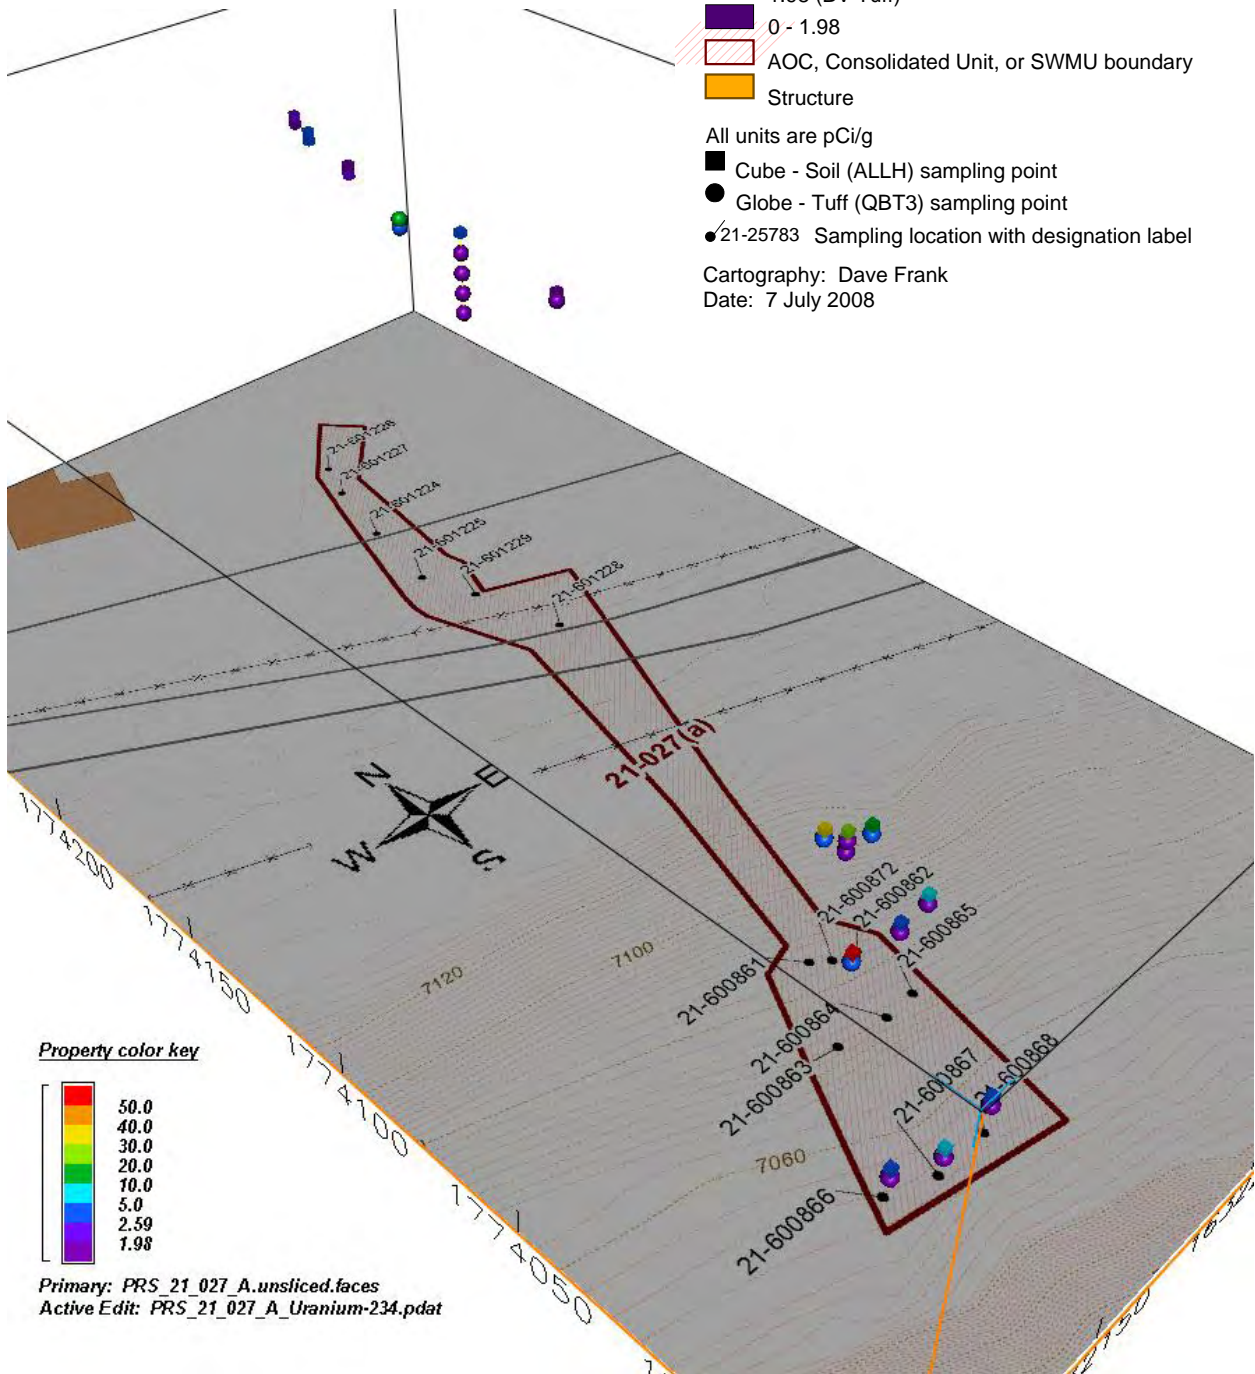 0 - 1.98
AOC, Consolidated Unit, or SWMU boundary
Structure
All units are pCi/g
Cube - Soil (ALLH) sampling point
Globe - Tuff (QBT3) sampling point
21-25783 Sampling location with designation label
Cartography: Dave Frank
Date: 7 July 2008
21-601226
21-601227
21-601224
21-601225
21-601229
21-601228
21-027(a)
N
E
W
S
1774200
1774150
1774100
1774050
7120
7100
7060
21-600872
21-600862
21-600865
21-600861
21-600864
21-600863
21-600867
21-600868
21-600866
Property color key
50.0
40.0
30.0
20.0
10.0
5.0
2.59
1.98
Primary: PRS_21_027_A.unsliced.faces
Active Edit: PRS_21_027_A_Uranium-234.pdat